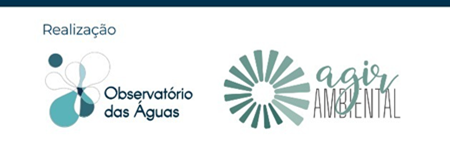 Realização
Observatório
das Águas
agir
AMBIENTAL